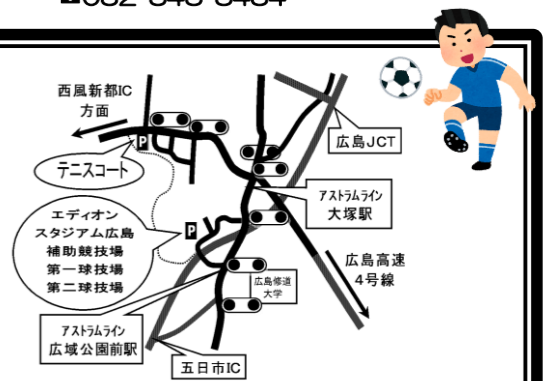 西風新都IC
方面
P
テニスコート
広島JCT
アストラムライン
大塚駅
エディオン
スタジアム広島
補助競技場
第一球技場
第二球技場
P
広島高速
4号線
広島修道
大学
アストラムライン
広域公園前駅
五日市IC